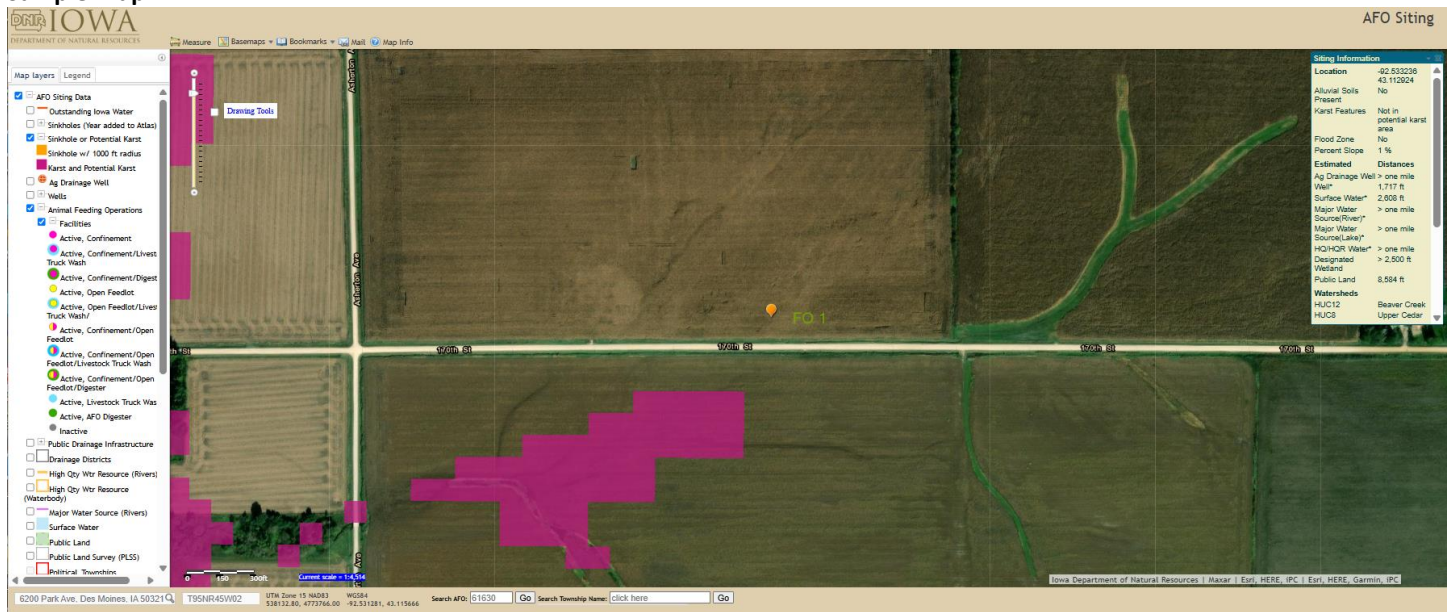 DNR IOWA
DEPARTMENT OF NATURAL RESOURCES
AFO Siting
Measure Basemaps Bookmarks Mail Map Info
Map layers Legend
AFO Siting Data
Outstanding Iowa Water
Sinkholes (Year added to Atlas)
Sinkhole or Potential Karst
Sinkhole w/ 1000 ft radius
Karst and Potential Karst
Ag Drainage Well
Wells
Animal Feeding Operations
Facilities
Active, Confinement
Active, Confinement/Livest
Truck Wash
Active, Confinement/Digest
Active, Open Feedlot
Active, Open Feedlot/Lives
Truck Wash/
Active, Confinement/Open
Feedlot
Active, Confinement/Open
Feedlot/Livestock Truck Wash
Active, Confinement/Open
Feedlot/Digester
Active, Livestock Truck Was
Active, AFO Digester
Inactive
Public Drainage Infrastructure
Drainage Districts
High Qty Wtr Resource (Rivers)
High Qty Wtr Resource
(Waterbody)
Major Water Source (Rivers)
Surface Water
Public Land
Public Land Survey (PLSS)
Political Townships
Drawing Tools
Asherton Ave
Asherton Ave
FO 1
170th St
170th St
170th St
170th St
Ave
Siting Information
Location -92.533236
43.112924
Alluvial Soils No
Present
Karst Features Not in
potential karst
area
Flood Zone No
Percent Slope 1 %
Estimated Distances
Ag Drainage Well > one mile
Well* 1,717 ft
Surface Water* 2,608 ft
Major Water > one mile
Source(River)*
Major Water > one mile
Source(Lake)*
HQ/HQR Water* > one mile
Designated > 2,500 ft
Wetland
Public Land 8,584 ft
Watersheds
HUC12 Beaver Creek
HUC8 Upper Cedar
0 150 300ft
Current scale = 1:4,514
Iowa Department of Natural Resources | Maxar | Esri, HERE, iPC | Esri, HERE, Garmin, iPC
6200 Park Ave, Des Moines, IA 50321 T95NR45W02
UTM Zone 15 NAD83 WGS84
538132.80, 4773766.00 -92.531281, 43.115666
Search AFO: 61630 Go Search Township Name: click here Go